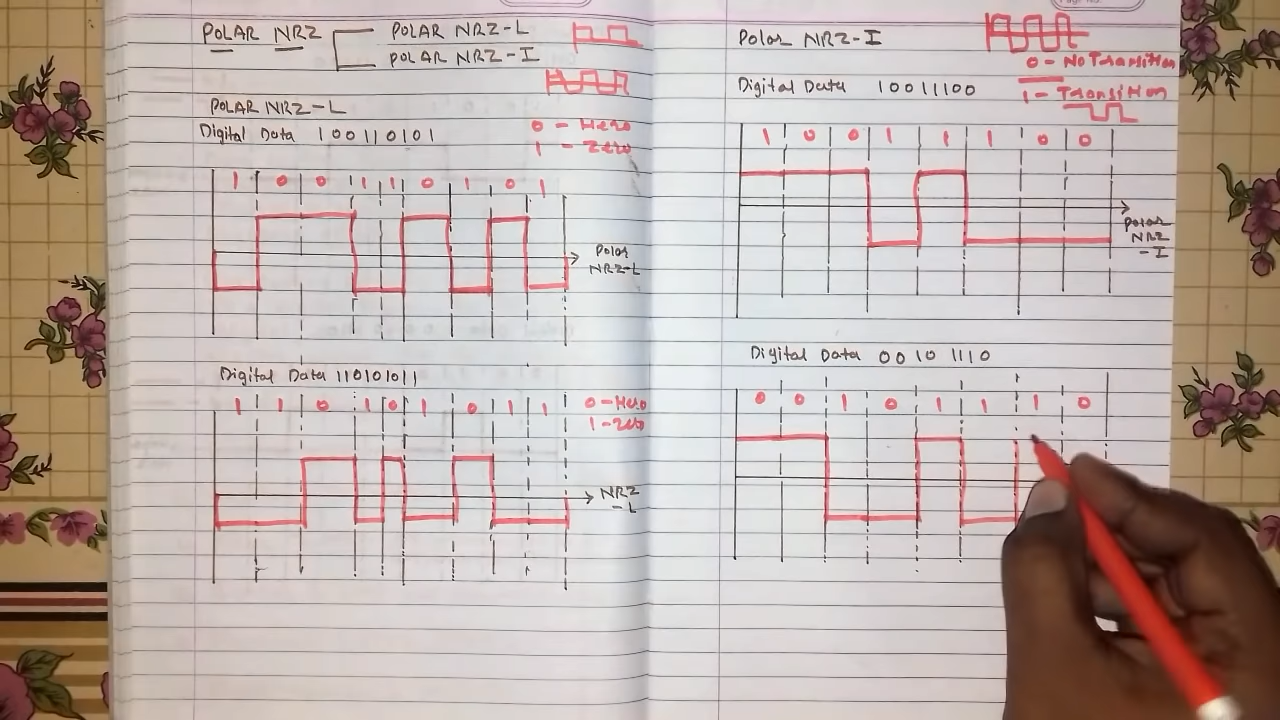 POLAR NRZ
POLAR NRZ-L
POLAR NRZ-I
POLAR NRZ-L
Digital Data 100110101
0 - Hero
1 - Zero
1 0 0 1 1 0 1 0 1
Polar
NRZ-L
Digital Data 110101011
0 - Hero
1 - zero
1 1 0 1 0 1 0 1 1
NRZ
-L
Polar NRZ-I
0 - No Transition
Digital Data 10011100
1 - Transition
1 0 0 1 1 1 0 0
Polar
NRZ
-I
Digital Data 0010 1110
0 0 1 0 1 1 1 0